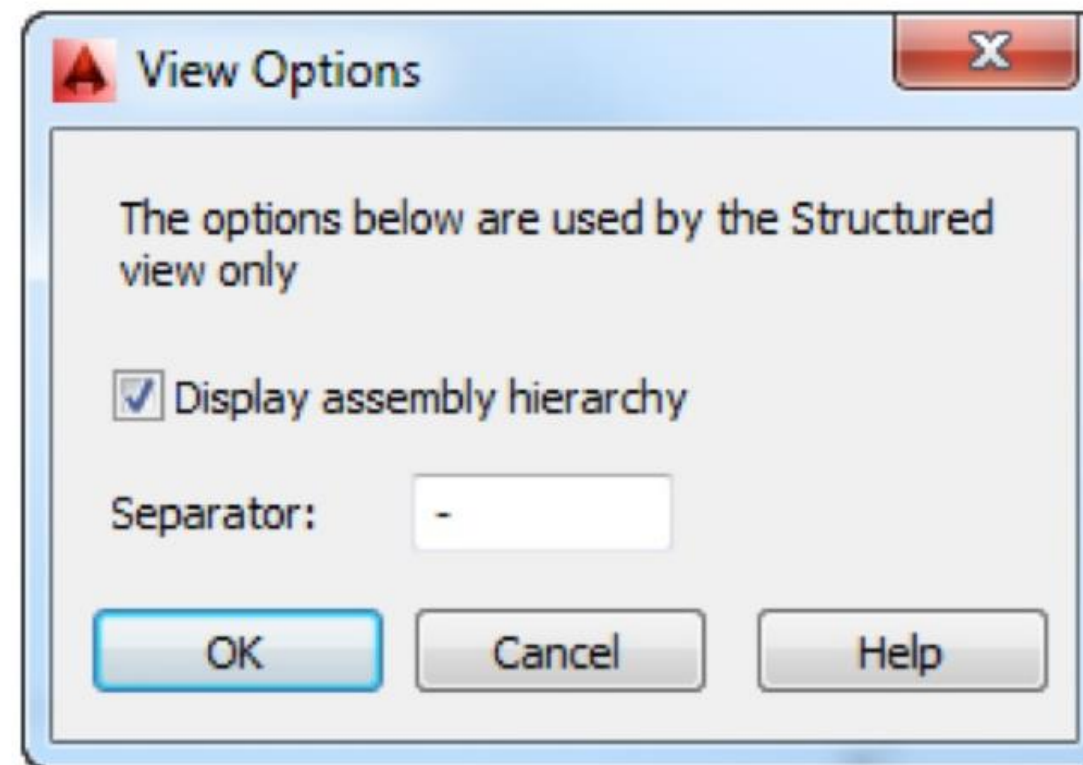 View Options
The options below are used by the Structured
view only
Display assembly hierarchy
Separator: -
OK Cancel Help